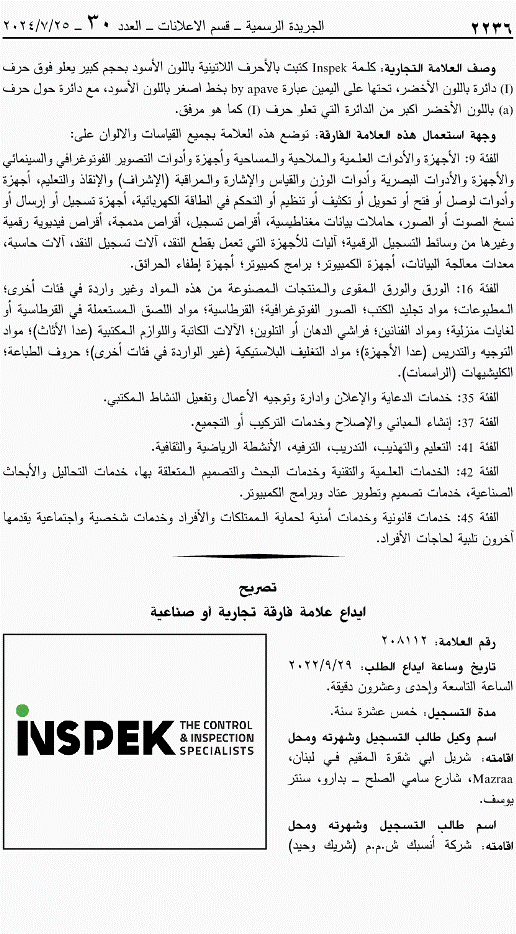 ٢٢٣٦ الجريدة الرسمية ــ قسم الاعلانات ــ العدد ٣٠ ــ ٢٠٢٤/٧/٢٥
وصف العلامة التجارية: كلمة Inspek كتبت بالأحرف اللاتينية باللون الأسود بحجم كبير يعلو فوق حرف
(I) دائرة باللون الأخضر، تحتها على اليمين عبارة by apave بخط اصغر باللون الأسود، مع دائرة حول حرف
(a) باللون الأخضر اكبر من الدائرة التي تعلو حرف (I) كما هو مرفق.
وجهة استعمال هذه العلامة الفارقة: توضع هذه العلامة بجميع القياسات والالوان على:
الفئة 9: الأجهزة والأدوات العلمية والملاحية والمساحية وأجهزة وأدوات التصوير الفوتوغرافي والسينمائي
والأجهزة والأدوات البصرية وأدوات الوزن والقياس والإشارة والمراقبة (الإشراف) والإنقاذ والتعليم، أجهزة
وأدوات لوصل أو فتح أو تحويل أو تكثيف أو تنظيم أو التحكم في الطاقة الكهربائية، أجهزة تسجيل أو إرسال أو
نسخ الصوت أو الصور، حاملات بيانات مغناطيسية، أقراص تسجيل، أقراص مدمجة، أقراص فيديوية رقمية
وغيرها من وسائط التسجيل الرقمية؛ آليات للأجهزة التي تعمل بقطع النقد، آلات تسجيل النقد، آلات حاسبة،
معدات معالجة البيانات، أجهزة الكمبيوتر؛ برامج كمبيوتر؛ أجهزة إطفاء الحرائق.
الفئة 16: الورق والورق المقوى والمنتجات المصنوعة من هذه المواد وغير واردة في فئات أخرى؛
المطبوعات؛ مواد تجليد الكتب؛ الصور الفوتوغرافية؛ القرطاسية؛ مواد اللصق المستعملة في القرطاسية أو
لغايات منزلية؛ ومواد الفنانين؛ فراشي الدهان أو التلوين؛ الآلات الكاتبة واللوازم المكتبية (عدا الأثاث)؛ مواد
التوجيه والتدريس (عدا الأجهزة)؛ مواد التغليف البلاستيكية (غير الواردة في فئات أخرى)؛ حروف الطباعة؛
الكليشيهات (الراسمات).
الفئة 35: خدمات الدعاية والإعلان وادارة وتوجيه الأعمال وتفعيل النشاط المكتبي.
الفئة 37: إنشاء المباني والإصلاح وخدمات التركيب أو التجميع.
الفئة 41: التعليم والتهذيب، التدريب، الترفيه، الأنشطة الرياضية والثقافية.
الفئة 42: الخدمات العلمية والتقنية وخدمات البحث والتصميم المتعلقة بها، خدمات التحاليل والأبحاث
الصناعية، خدمات تصميم وتطوير عتاد وبرامج الكمبيوتر.
الفئة 45: خدمات قانونية وخدمات أمنية لحماية الممتلكات والأفراد وخدمات شخصية واجتماعية يقدمها
آخرون تلبية لحاجات الأفراد.
تصريح
ايداع علامة فارقة تجارية أو صناعية
رقم العلامة: ٢٠٨١١٢
تاريخ وساعة ايداع الطلب: ٢٠٢٢/٩/٢٩
الساعة التاسعة وإحدى وعشرون دقيقة.
مدة التسجيل: خمس عشرة سنة.
اسم وكيل طالب التسجيل وشهرته ومحل
اقامته: شربل ابي شقرة المقيم في لبنان،
Mazraa، شارع سامي الصلح ــ بدارو، سنتر
يوسف.
اسم طالب التسجيل وشهرته ومحل
اقامته: شركة أنسبك ش.م.م (شريك وحيد)
INSPEK
THE CONTROL
& INSPECTION
SPECIALISTS